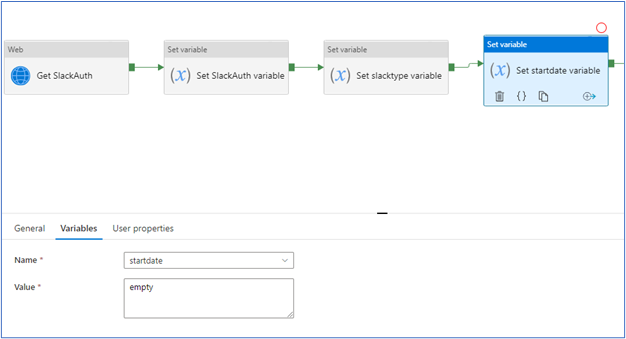 Web
Get SlackAuth
Set variable
(x) Set SlackAuth variable
Set variable
(x) Set slacktype variable
Set variable
(x) Set startdate variable
{}
General Variables User properties
Name * startdate
Value * empty